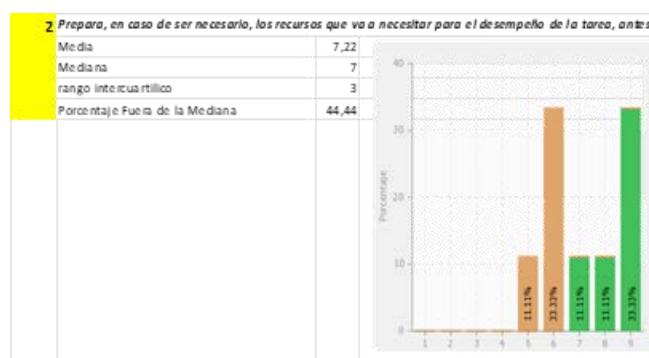 2 Prepara, en caso de ser necesario, los recursos que va a necesitar para el desempeño de la tarea, antes
Media 7,22
Mediana 7
rango intercuartílico 3
Porcentaje Fuera de la Mediana 44,44
40
30
20
10
0
Porcentaje
11.11% 33.33% 11.11% 11.11% 33.33%
1 2 3 4 5 6 7 8 9